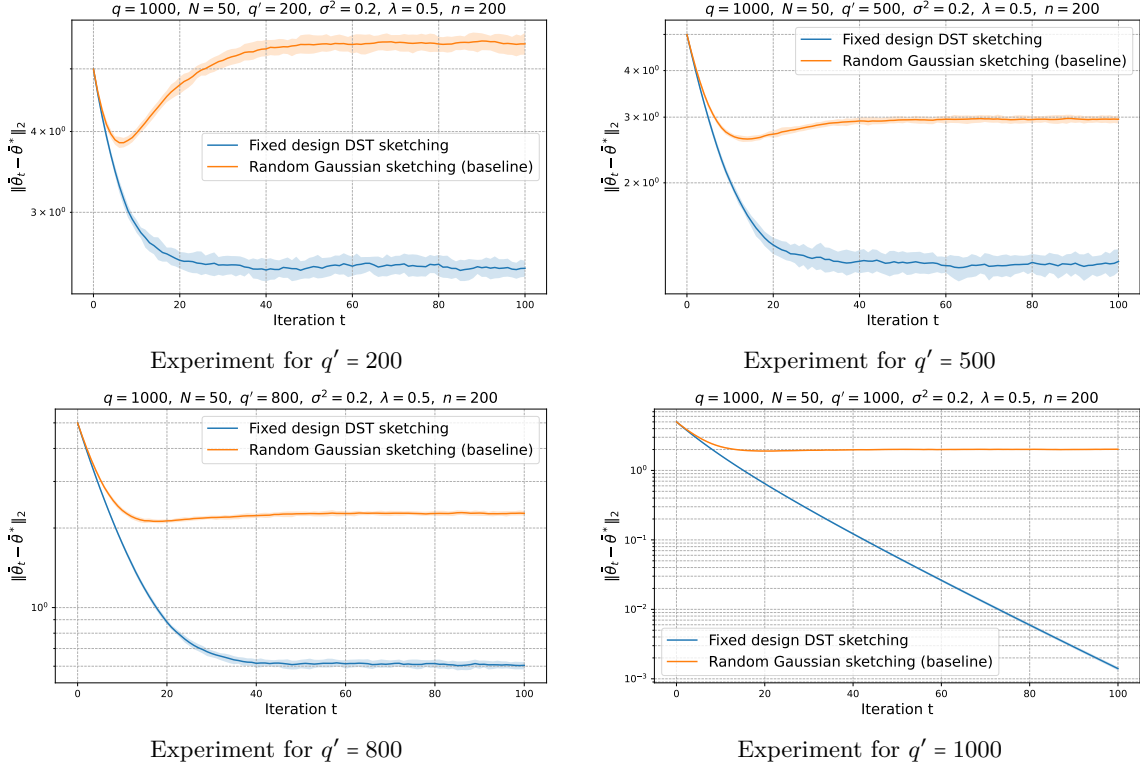 q = 1000, N = 50, q′ = 200, σ² = 0.2, λ = 0.5, n = 200
4 × 10⁰
3 × 10⁰
‖θ̄ₜ − θ̄*‖₂
Fixed design DST sketching
Random Gaussian sketching (baseline)
0 20 40 60 80 100
Iteration t
Experiment for q′ = 200
q = 1000, N = 50, q′ = 500, σ² = 0.2, λ = 0.5, n = 200
4 × 10⁰
3 × 10⁰
2 × 10⁰
‖θ̄ₜ − θ̄*‖₂
Fixed design DST sketching
Random Gaussian sketching (baseline)
0 20 40 60 80 100
Iteration t
Experiment for q′ = 500
q = 1000, N = 50, q′ = 800, σ² = 0.2, λ = 0.5, n = 200
10⁰
‖θ̄ₜ − θ̄*‖₂
Fixed design DST sketching
Random Gaussian sketching (baseline)
0 20 40 60 80 100
Iteration t
Experiment for q′ = 800
q = 1000, N = 50, q′ = 1000, σ² = 0.2, λ = 0.5, n = 200
10⁰
10⁻¹
10⁻²
10⁻³
‖θ̄ₜ − θ̄*‖₂
Fixed design DST sketching
Random Gaussian sketching (baseline)
0 20 40 60 80 100
Iteration t
Experiment for q′ = 1000